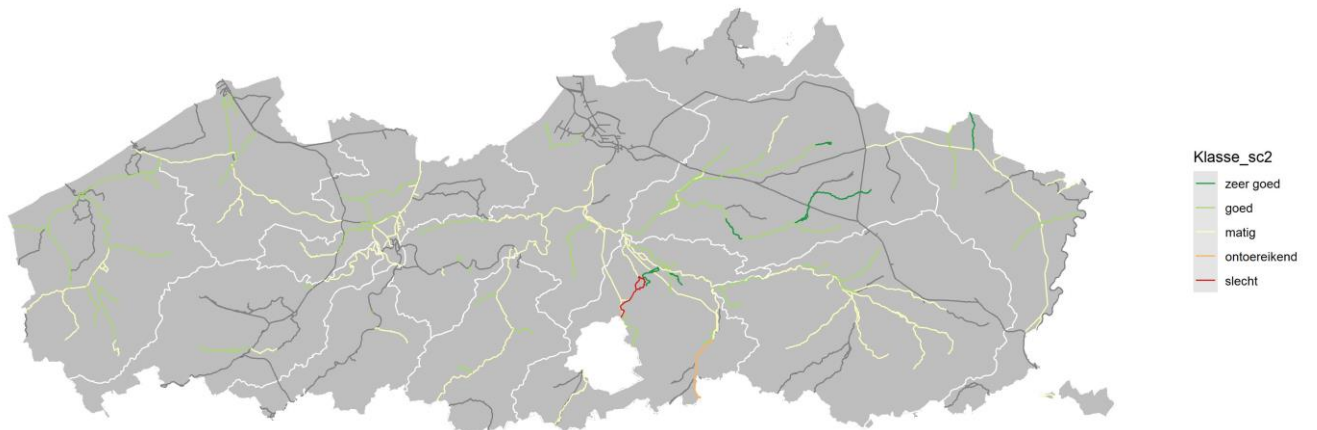 Klasse_sc2
zeer goed
goed
matig
ontoereikend
slecht